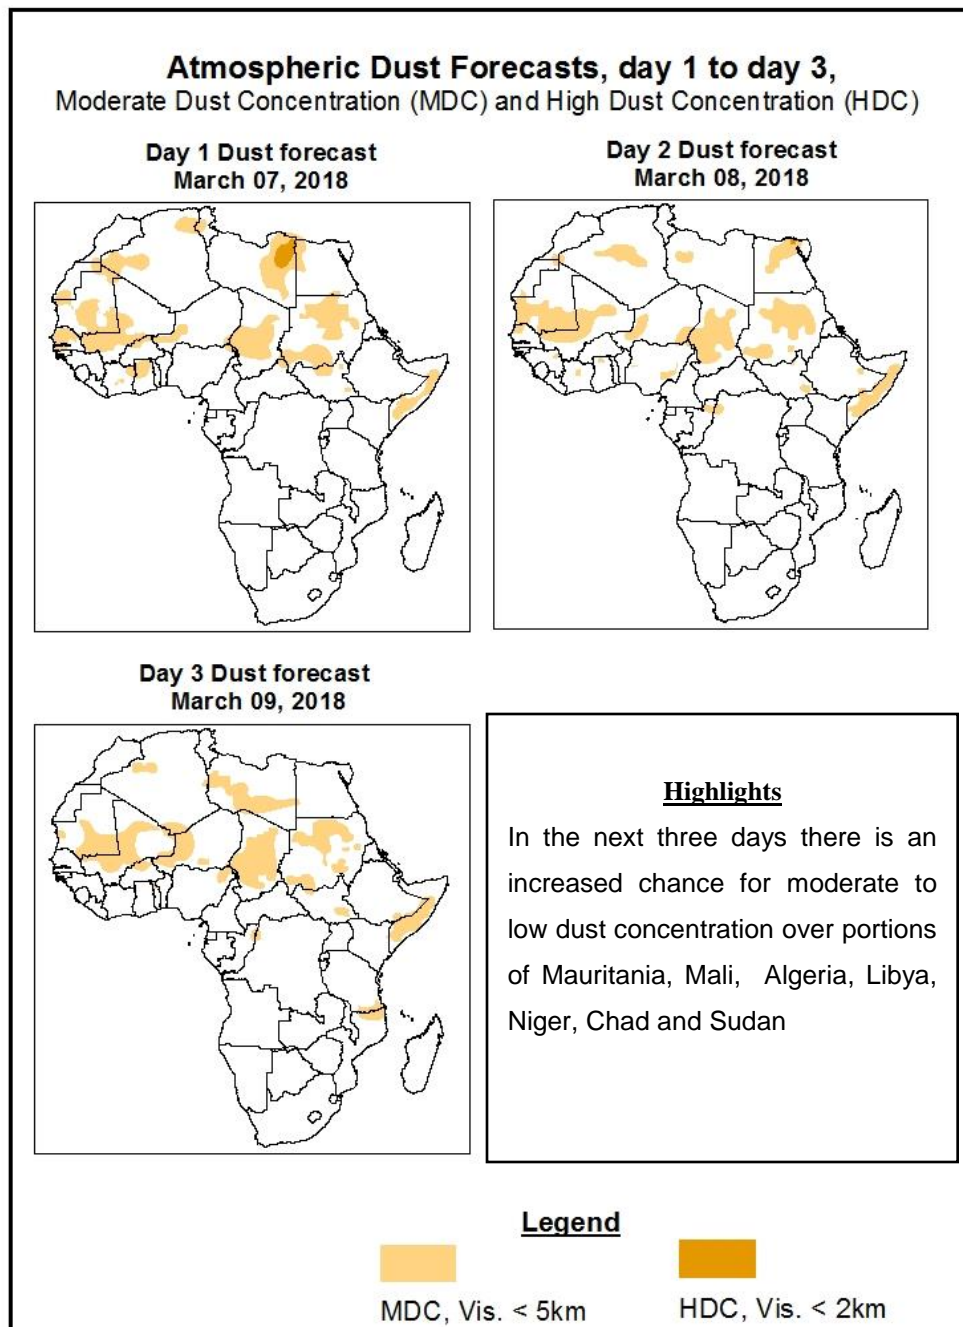 Atmospheric Dust Forecasts, day 1 to day 3,
Moderate Dust Concentration (MDC) and High Dust Concentration (HDC)
Day 1 Dust forecast
March 07, 2018
Day 2 Dust forecast
March 08, 2018
Day 3 Dust forecast
March 09, 2018
Highlights
In the next three days there is an
increased chance for moderate to
low dust concentration over portions
of Mauritania, Mali, Algeria, Libya,
Niger, Chad and Sudan
Legend
MDC, Vis. < 5km
HDC, Vis. < 2km